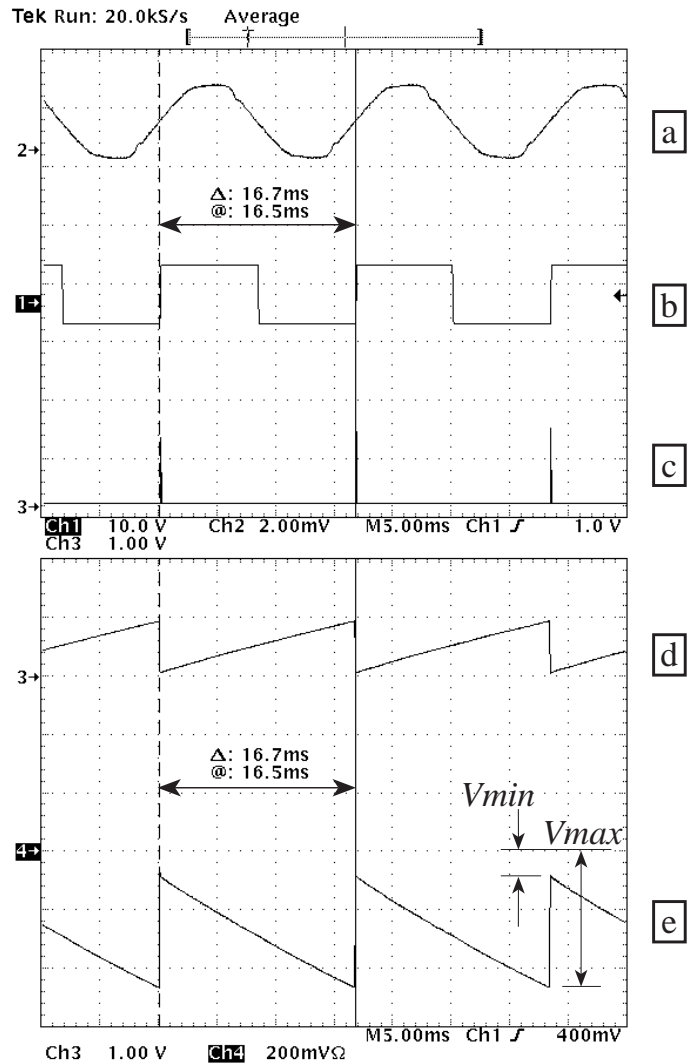 Tek Run: 20.0kS/s Average
a
2→
Δ: 16.7ms
@: 16.5ms
1→
b
c
3→
Ch1 10.0 V Ch2 2.00mV M5.00ms Ch1 ƒ 1.0 V
Ch3 1.00 V
d
3→
Δ: 16.7ms
@: 16.5ms
Vmin
Vmax
4→
e
M5.00ms Ch1 ƒ 400mV
Ch3 1.00 V Ch4 200mVΩ